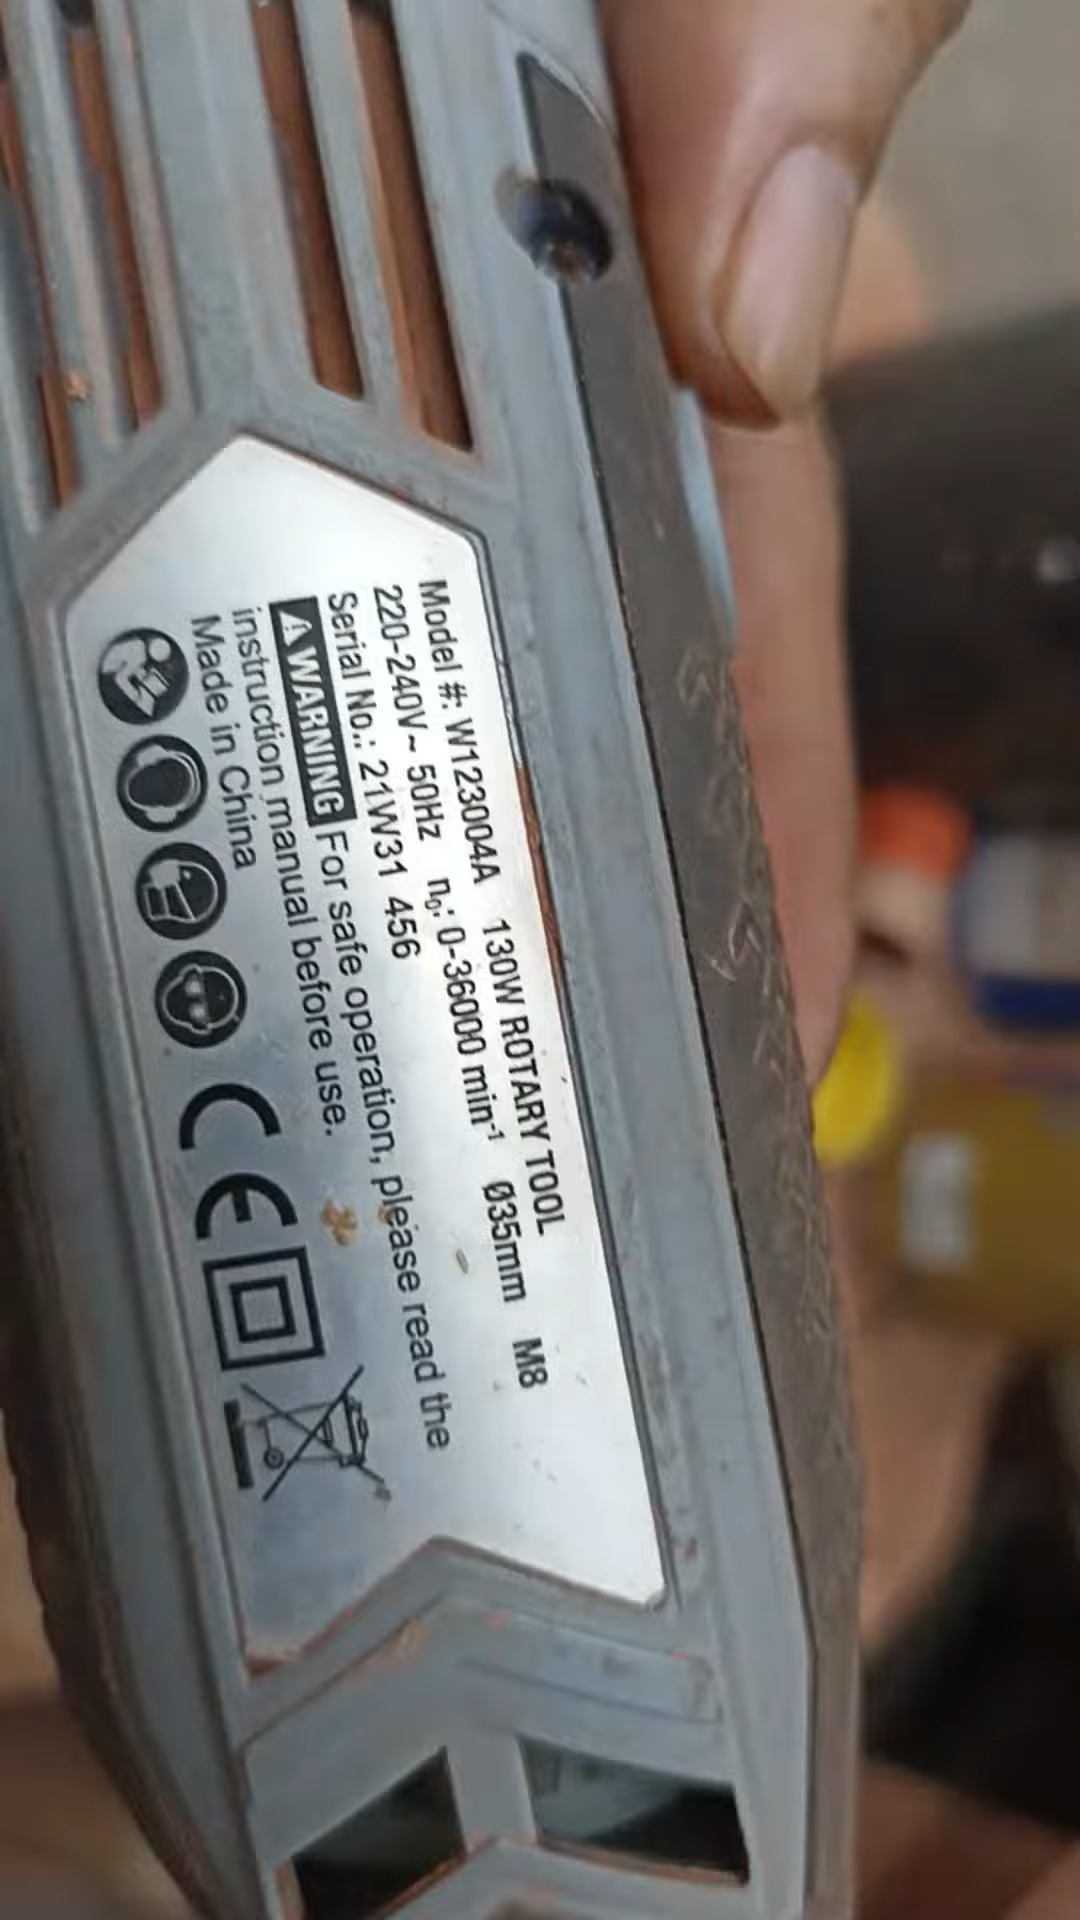 Model #: W123004A 130W ROTARY TOOL
220-240V~ 50Hz n₀: 0-36000 min⁻¹ Ø35mm M8
Serial No.: 21W31 456
WARNING For safe operation, please read the
instruction manual before use.
Made in China
CE